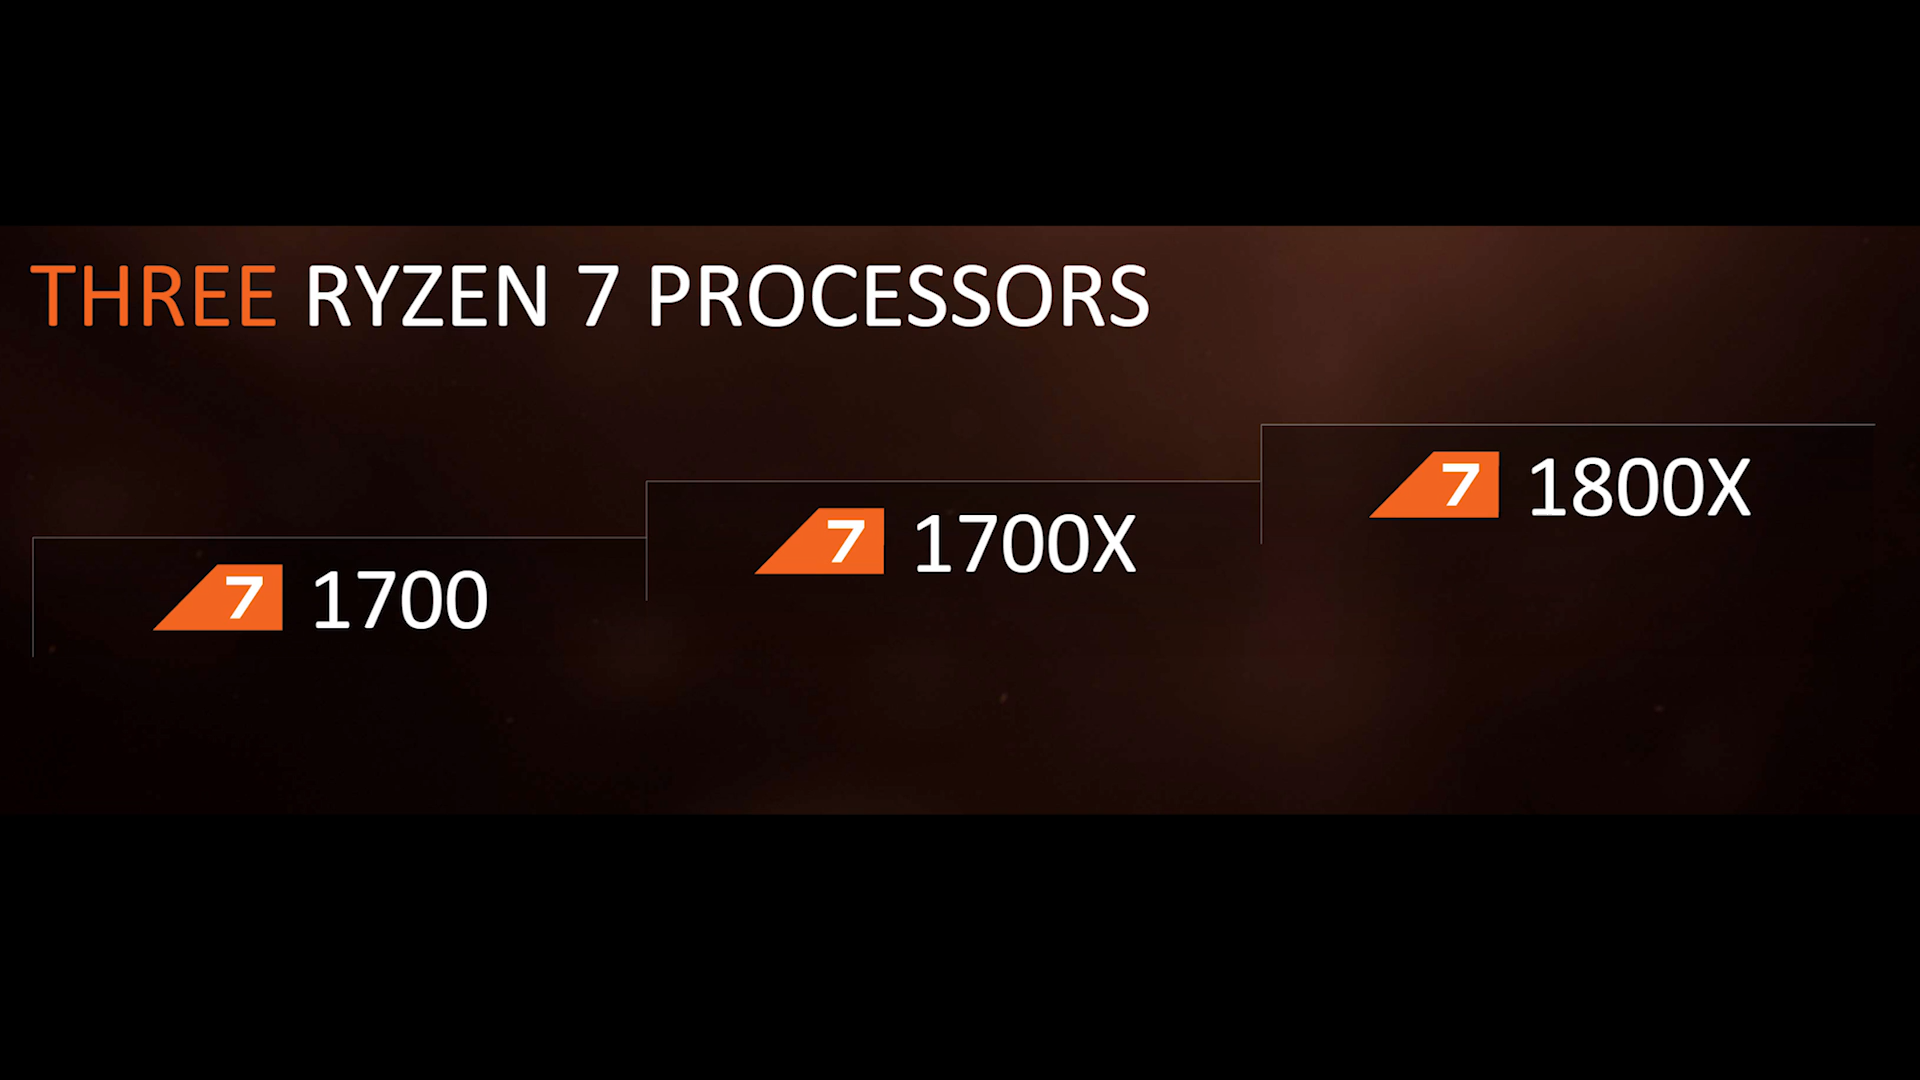 THREE RYZEN 7 PROCESSORS
7 1700
7 1700X
7 1800X